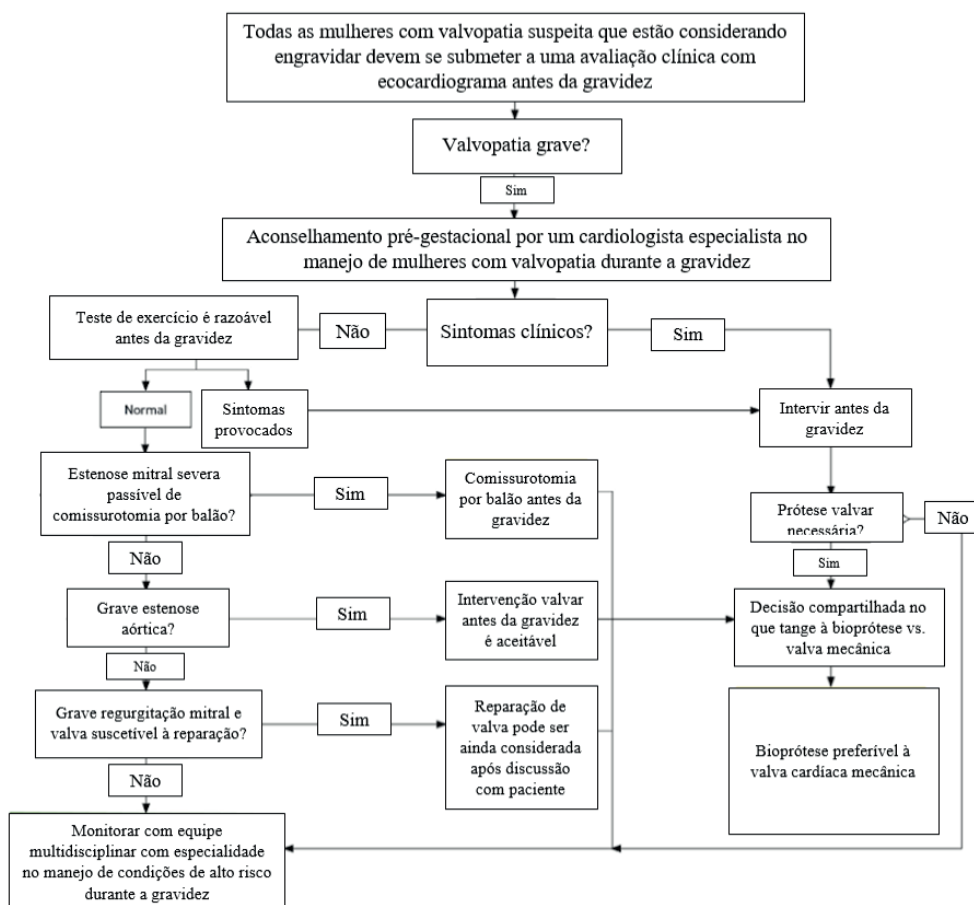 Todas as mulheres com valvopatia suspeita que estão considerando
engravidar devem se submeter a uma avaliação clínica com
ecocardiograma antes da gravidez
Valvopatia grave?
Sim
Aconselhamento pré-gestacional por um cardiologista especialista no
manejo de mulheres com valvopatia durante a gravidez
Teste de exercício é razoável
antes da gravidez
Não
Sintomas clínicos?
Sim
Normal
Sintomas
provocados
Intervir antes da
gravidez
Estenose mitral severa
passível de
comissurotomia por balão?
Sim
Comissurotomia
por balão antes da
gravidez
Prótese valvar
necessária?
Não
Não
Sim
Grave estenose
aórtica?
Sim
Intervenção valvar
antes da gravidez
é aceitável
Decisão compartilhada no
que tange à bioprótese vs.
valva mecânica
Não
Grave regurgitação mitral e
valva suscetível à reparação?
Sim
Reparação de
valva pode ser
ainda considerada
após discussão
com paciente
Bioprótese preferível à
valva cardíaca mecânica
Não
Monitorar com equipe
multidisciplinar com especialidade
no manejo de condições de alto risco
durante a gravidez